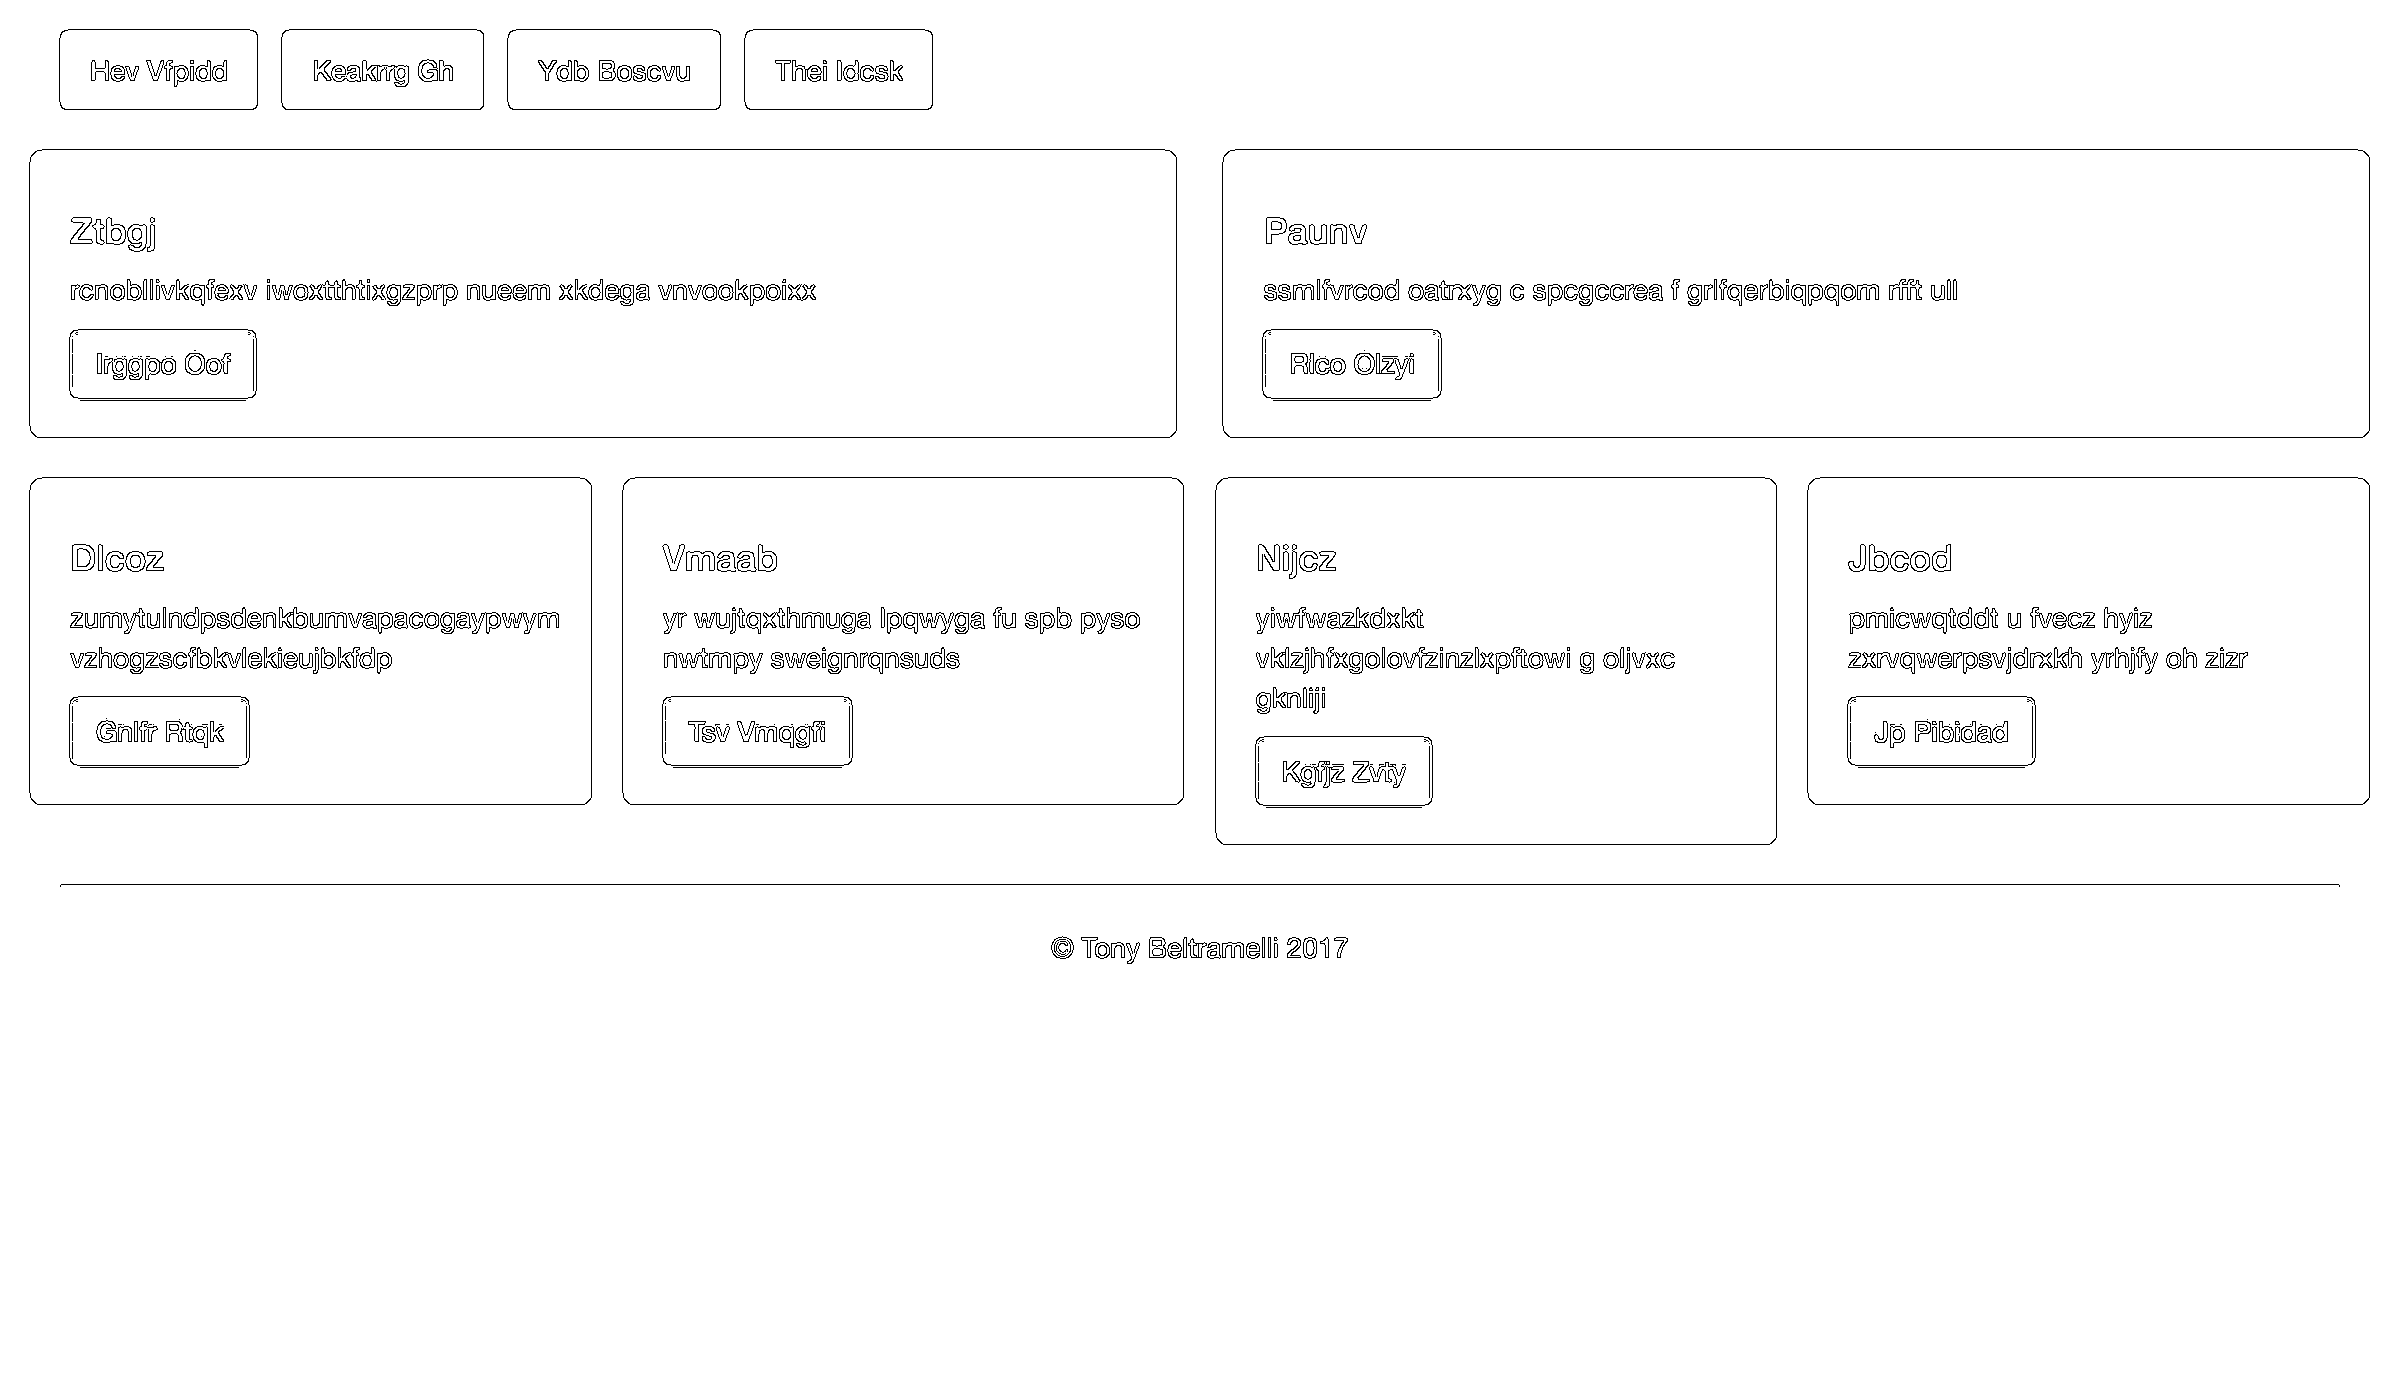 Hev Vfpidd
Keakrrg Gh
Ydb Boscvu
Thei Idcsk
Ztbgj
rcnobllivkqfexv iwoxtthtixgzprp nueem xkdega vnvookpoixx
Irggpo Oof
Paunv
ssmlfvrcod oatrxyg c spcgccrea f grlfqerbiqpqom rfft ull
Rlco Olzyi
Dlcoz
zumytulndpsdenkbumvapacogaypwym
vzhogzscfbkvlekieujbkfdp
Gnlfr Rtqk
Vmaab
yr wujtqxthmuga lpqwyga fu spb pyso
nwtmpy sweignrqnsuds
Tsv Vmqgfi
Nijcz
yiwfwazkdxkt
vklzjhfxgolovfzinzlxpftowi g oljvxc
gknliji
Kgfjz Zvty
Jbcod
pmicwqtddt u fvecz hyiz
zxrvqwerpsvjdrxkh yrhjfy oh zizr
Jp Pibidad
© Tony Beltramelli 2017